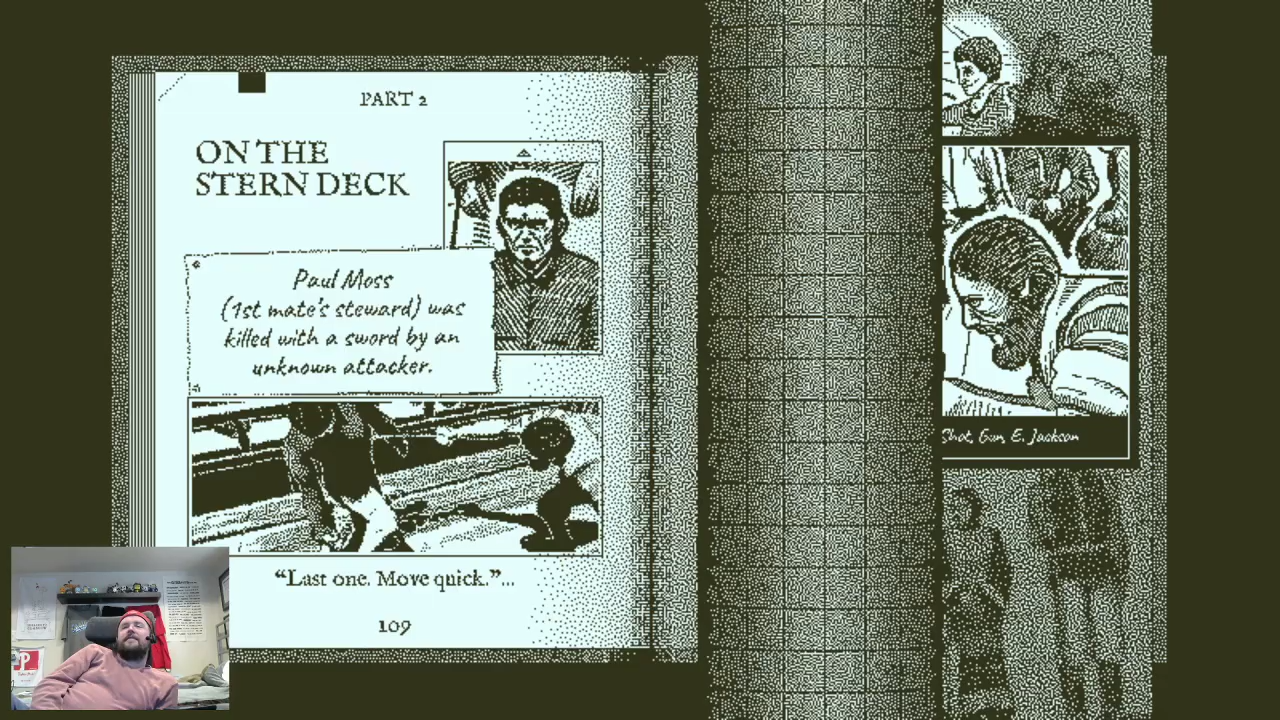 PART 2
ON THE
STERN DECK
Paul Moss
(1st mate's steward) was
killed with a sword by an
unknown attacker.
Shot, Gun, E. Jackson
“Last one. Move quick.”...
109